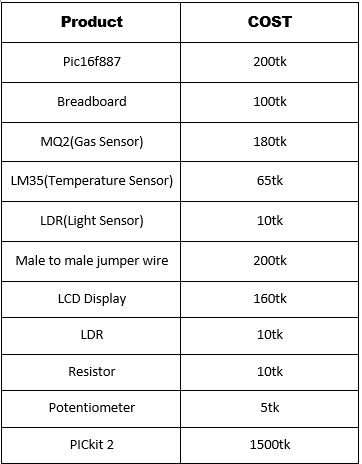 Product COST
Pic16f887 200tk
Breadboard 100tk
MQ2(Gas Sensor) 180tk
LM35(Temperature Sensor) 65tk
LDR(Light Sensor) 10tk
Male to male jumper wire 200tk
LCD Display 160tk
LDR 10tk
Resistor 10tk
Potentiometer 5tk
PICkit 2 1500tk